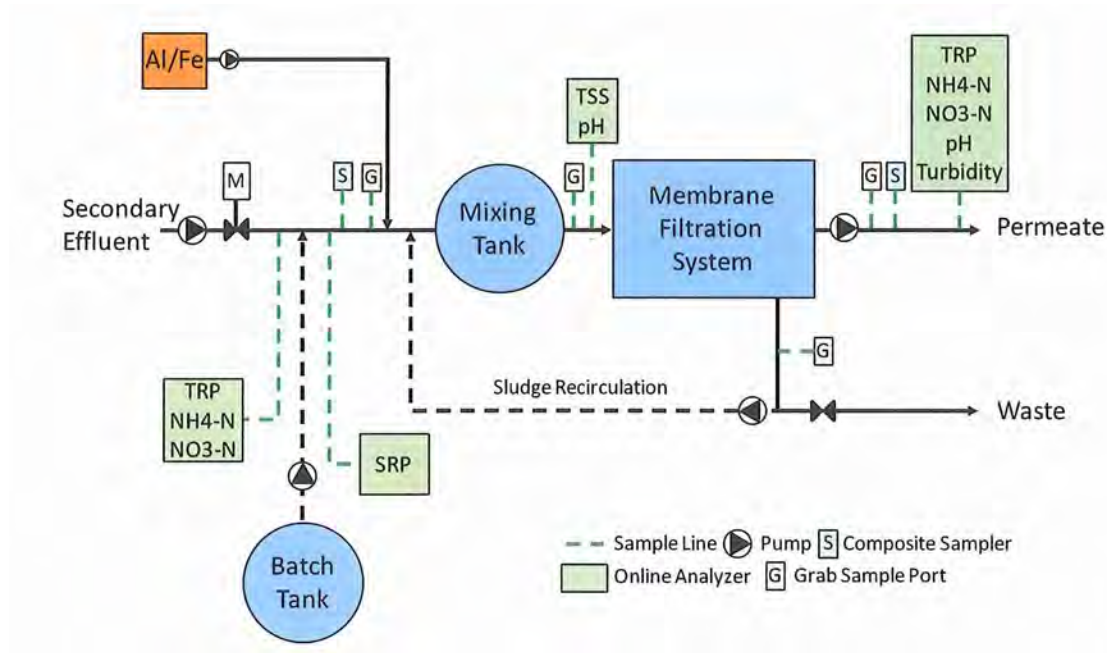 Al/Fe
TSS
pH
TRP
NH4-N
NO3-N
pH
Turbidity
M
S
G
G
G
S
Secondary
Effluent
Mixing
Tank
Membrane
Filtration
System
Permeate
G
Sludge Recirculation
Waste
TRP
NH4-N
NO3-N
SRP
Batch
Tank
Sample Line
Pump
S
Composite Sampler
Online Analyzer
G
Grab Sample Port